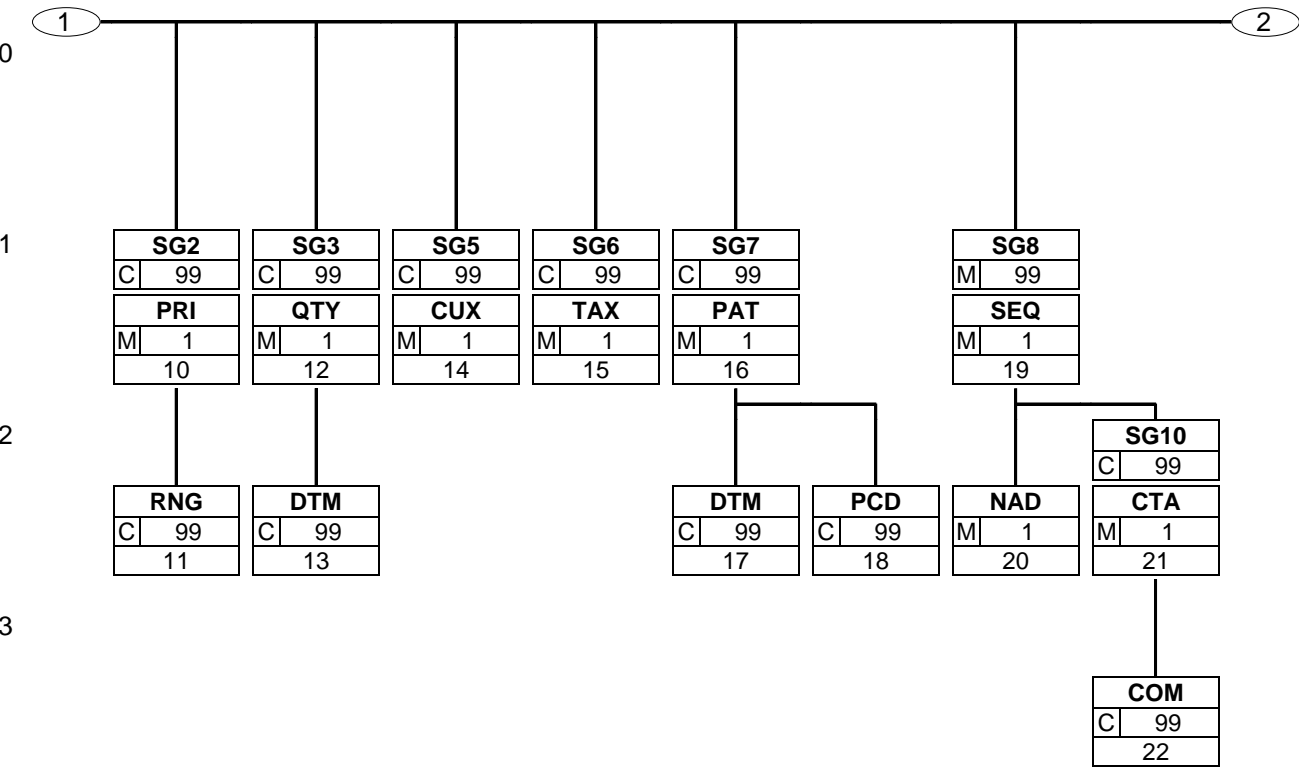 1 2
0
1
SG2 SG3 SG5 SG6 SG7 SG8
C 99 C 99 C 99 C 99 C 99 M 99
PRI QTY CUX TAX PAT SEQ
M 1 M 1 M 1 M 1 M 1 M 1
10 12 14 15 16 19
2
SG10
C 99
RNG DTM DTM PCD NAD CTA
C 99 C 99 C 99 C 99 M 1 M 1
11 13 17 18 20 21
3
COM
C 99
22